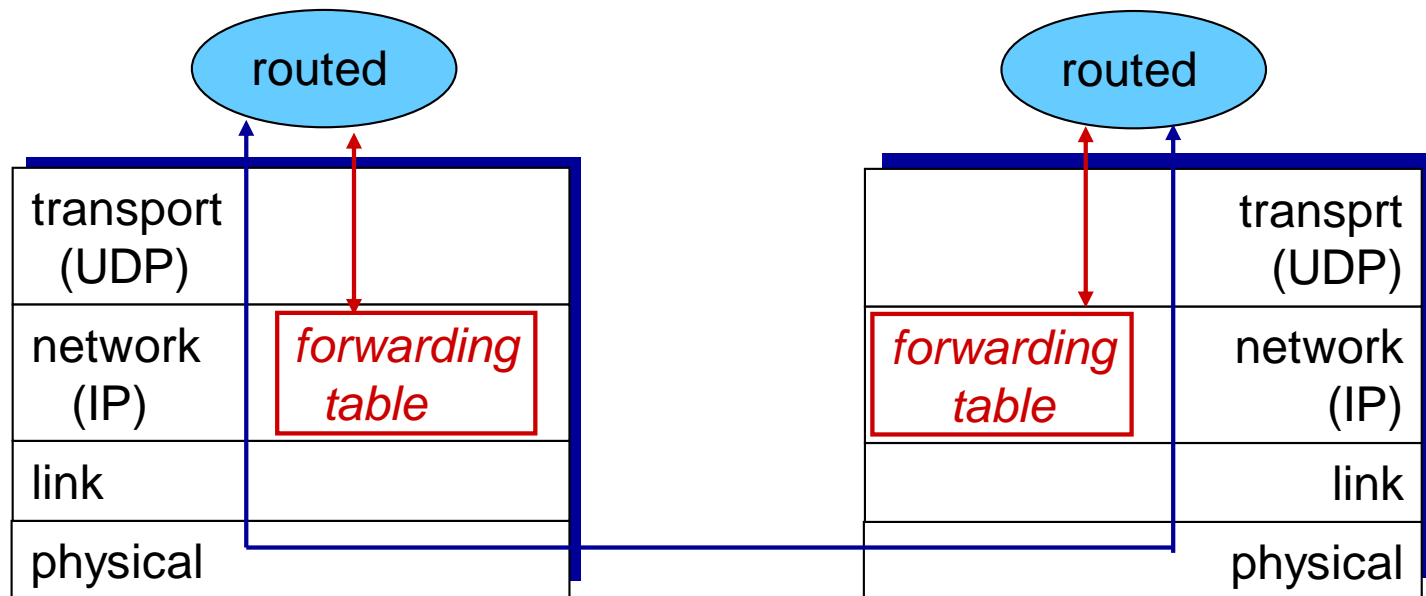 routed
routed
transport
(UDP)
transprt
(UDP)
network
(IP)
forwarding
table
forwarding
table
network
(IP)
link
link
physical
physical